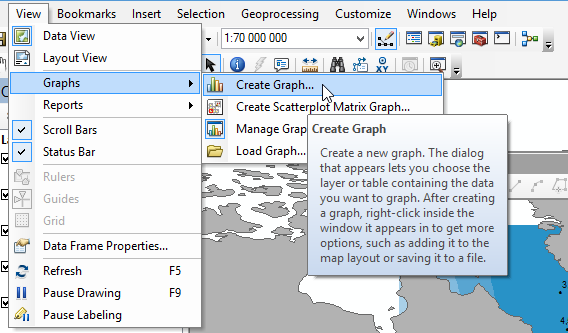 View Bookmarks Insert Selection Geoprocessing Customize Windows Help
1:70 000 000
Data View
Layout View
Graphs
Reports
Scroll Bars
Status Bar
Rulers
Guides
Grid
Data Frame Properties...
Refresh F5
Pause Drawing F9
Pause Labeling
Create Graph...
Create Scatterplot Matrix Graph...
Manage Grap
Load Graph...
Create Graph
Create a new graph. The dialog
that appears lets you choose the
layer or table containing the data
you want to graph. After creating
a graph, right-click inside the
window it appears in to get more
options, such as adding it to the
map layout or saving it to a file.
XY